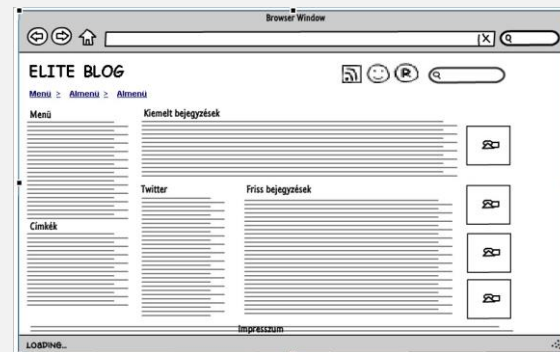 Browser Window
ELITE BLOG
R
Menü > Almenü > Almenü
Menü
Kiemelt bejegyzések
Twitter
Friss bejegyzések
Címkék
Impresszum
LOADING...